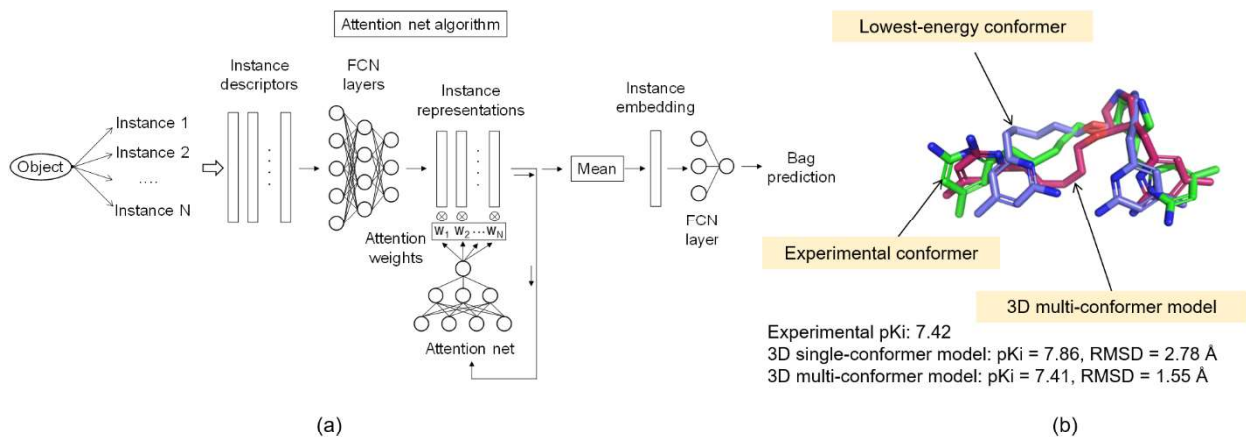 Attention net algorithm
Instance
descriptors
FCN
layers
Instance
representations
Instance
embedding
Object
Instance 1
Instance 2
....
Instance N
Mean
Bag
prediction
FCN
layer
Attention
weights
W1 W2 ... WN
Attention net
(a)
Lowest-energy conformer
Experimental conformer
3D multi-conformer model
Experimental pKi: 7.42
3D single-conformer model: pKi = 7.86, RMSD = 2.78 Å
3D multi-conformer model: pKi = 7.41, RMSD = 1.55 Å
(b)